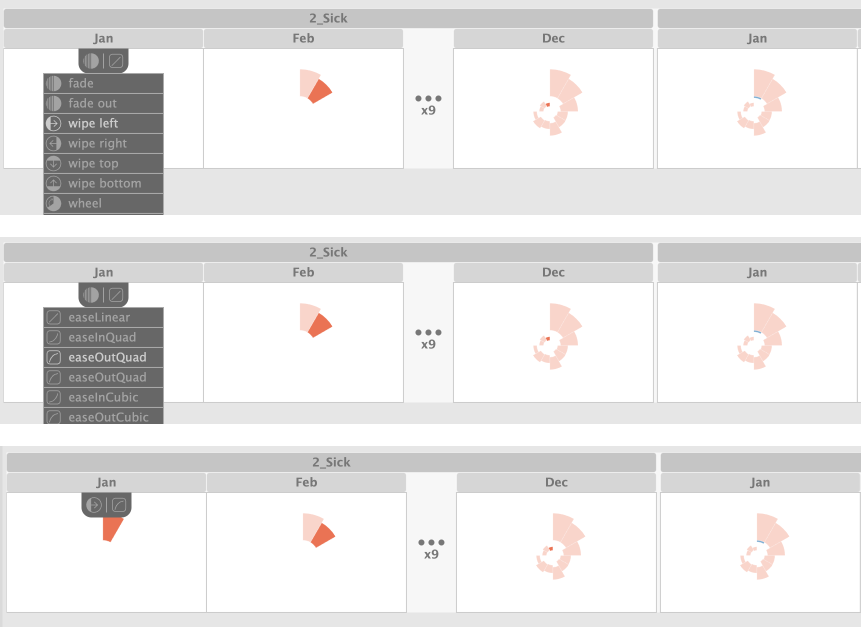 2_Sick
Jan Feb Dec Jan
fade
fade out
wipe left
x9
wipe right
wipe top
wipe bottom
wheel
2_Sick
Jan Feb Dec Jan
easeLinear
easeInQuad
x9
easeOutQuad
easeOutQuad
easeInCubic
easeOutCubic
2_Sick
Jan Feb Dec Jan
x9